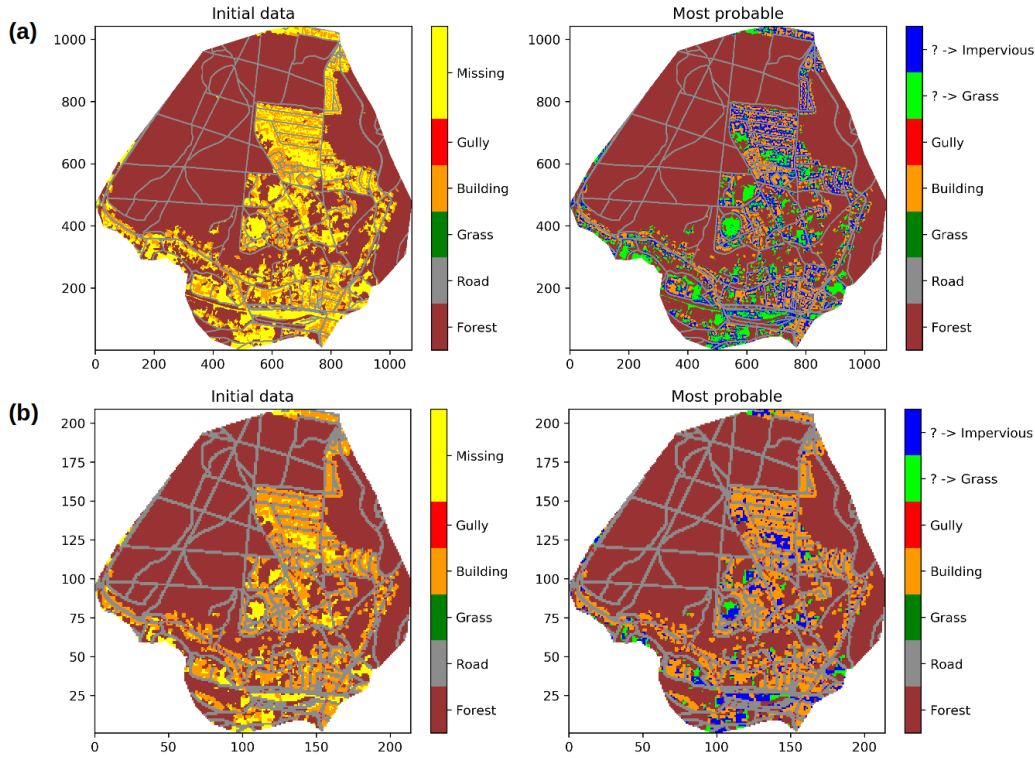 (a)
Initial data
1000
800
600
400
200
0
200
400
600
800
1000
Missing
Gully
Building
Grass
Road
Forest
Most probable
1000
800
600
400
200
0
200
400
600
800
1000
? -> Impervious
? -> Grass
Gully
Building
Grass
Road
Forest
(b)
Initial data
200
175
150
125
100
75
50
25
0
50
100
150
200
Missing
Gully
Building
Grass
Road
Forest
Most probable
200
175
150
125
100
75
50
25
0
50
100
150
200
? -> Impervious
? -> Grass
Gully
Building
Grass
Road
Forest